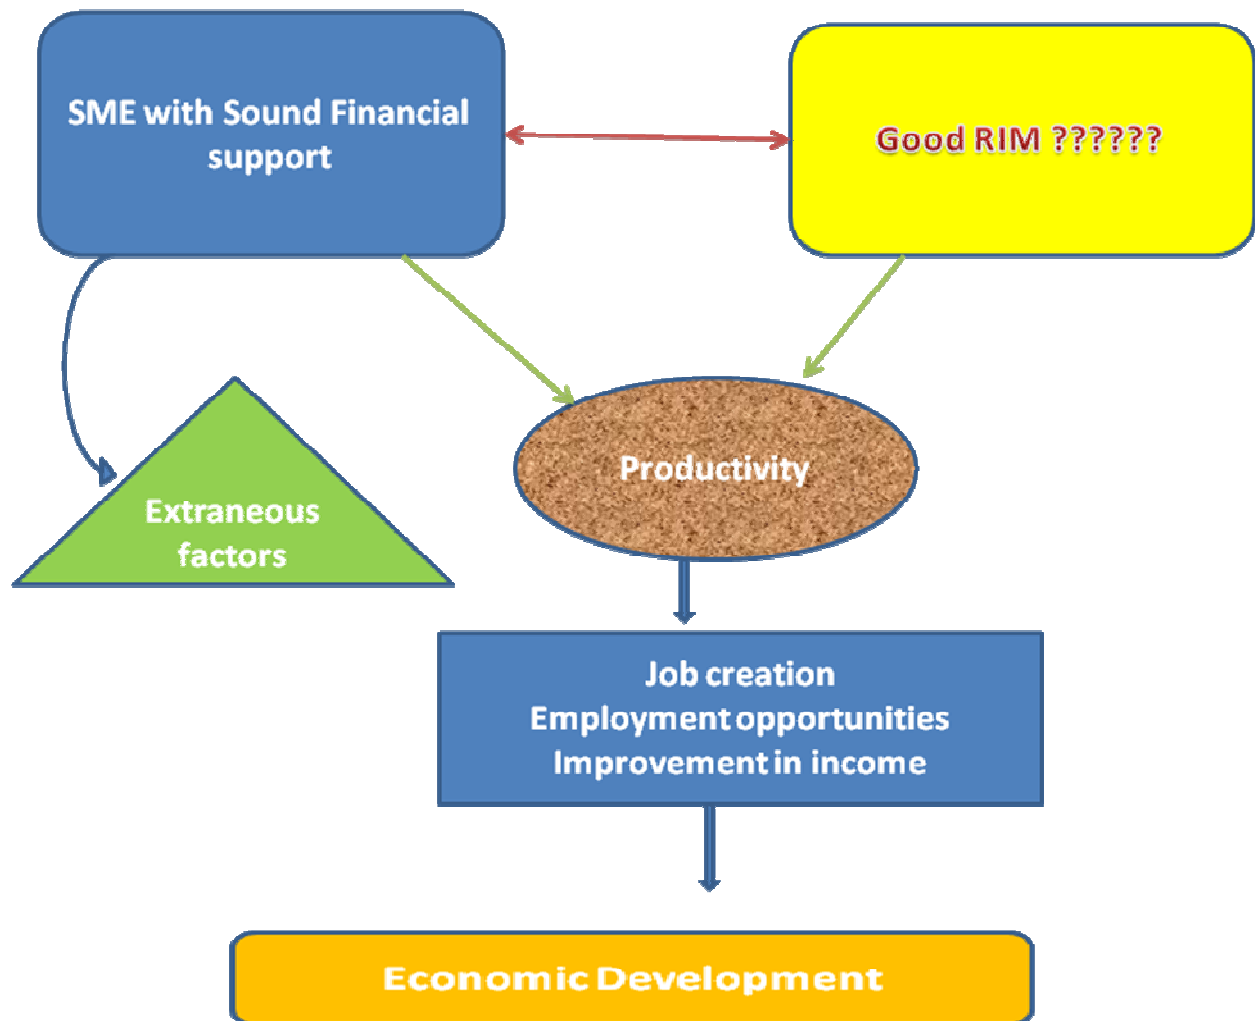 SME with Sound Financial
support
Good RIM ??????
Extraneous
factors
Productivity
Job creation
Employment opportunities
Improvement in income
Economic Development